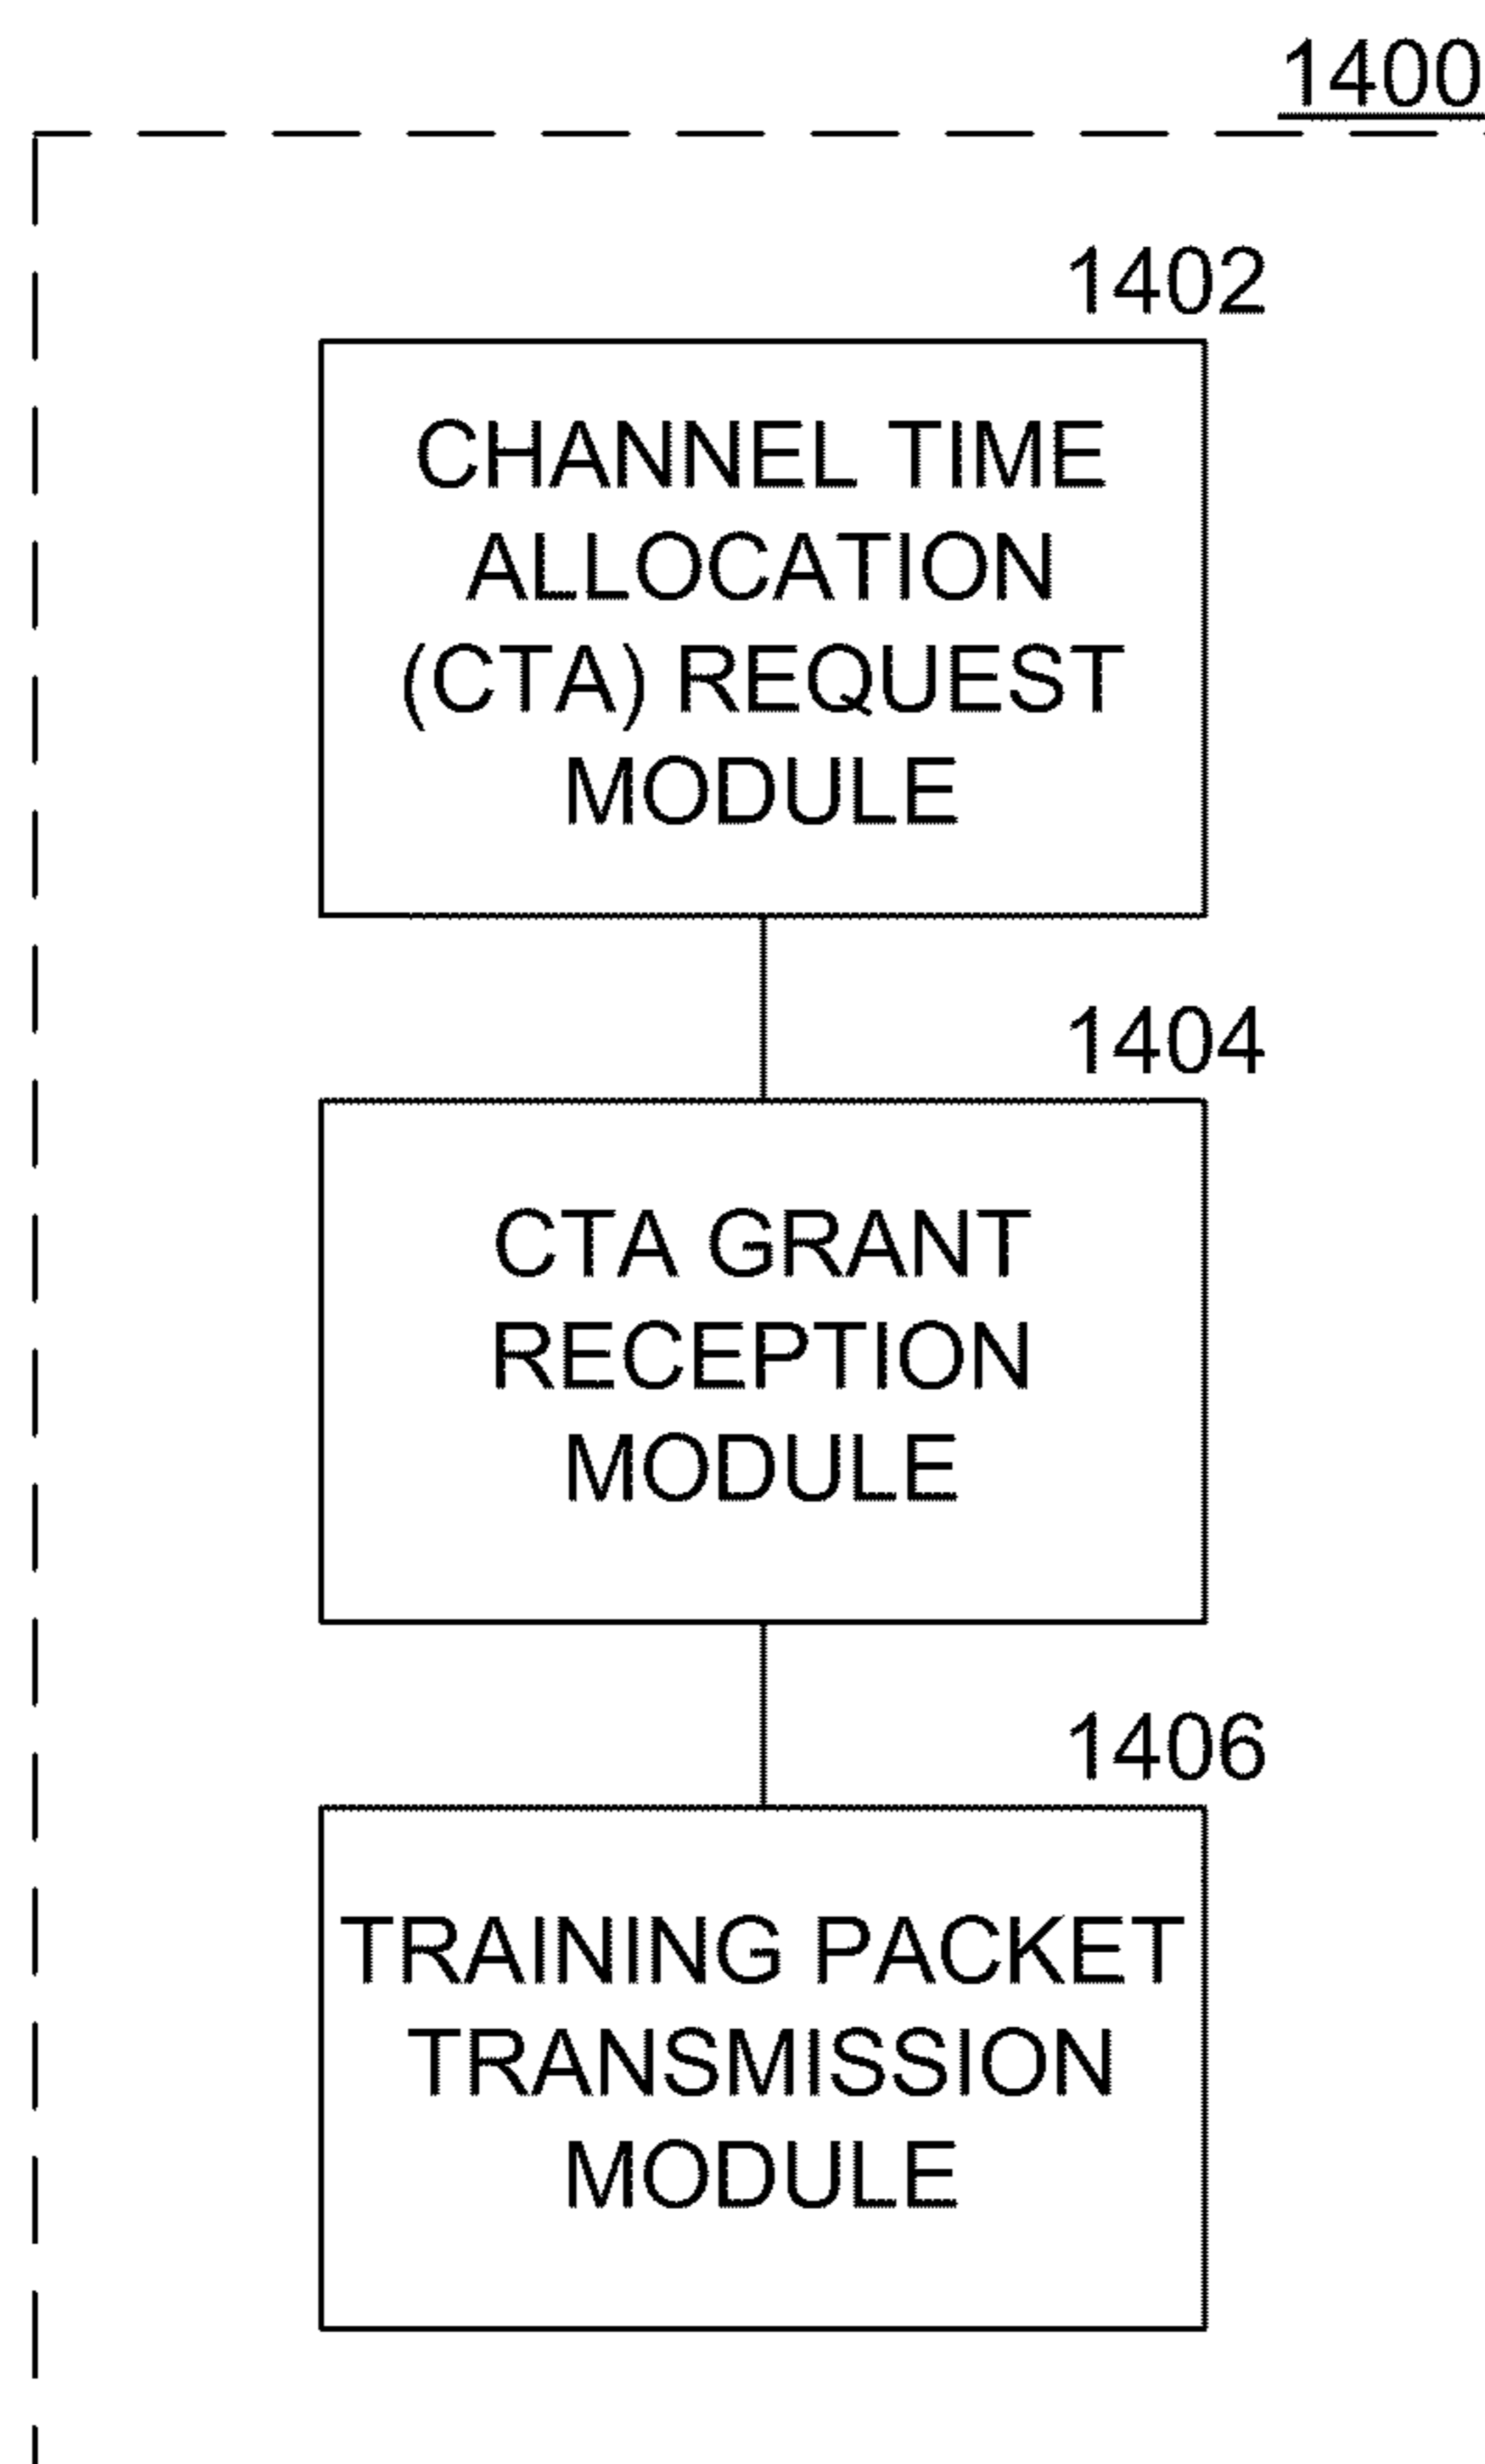 1400
1402
CHANNEL TIME
ALLOCATION
(CTA) REQUEST
MODULE
1404
CTA GRANT
RECEPTION
MODULE
1406
TRAINING PACKET
TRANSMISSION
MODULE